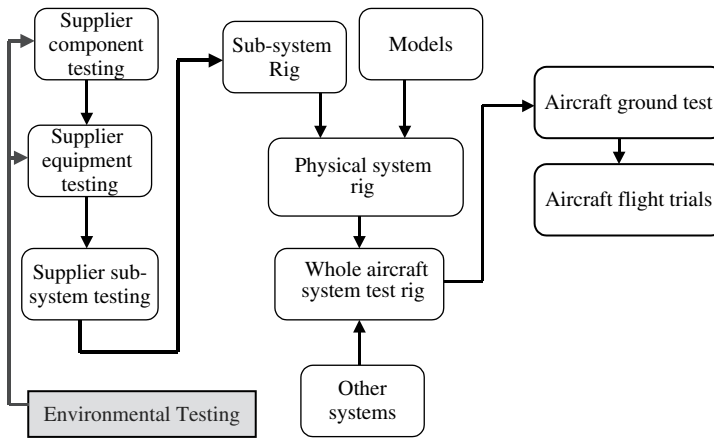 Supplier
component
testing
Supplier
equipment
testing
Supplier sub-
system testing
Environmental Testing
Sub-system
Rig
Models
Physical system
rig
Whole aircraft
system test rig
Other
systems
Aircraft ground test
Aircraft flight trials